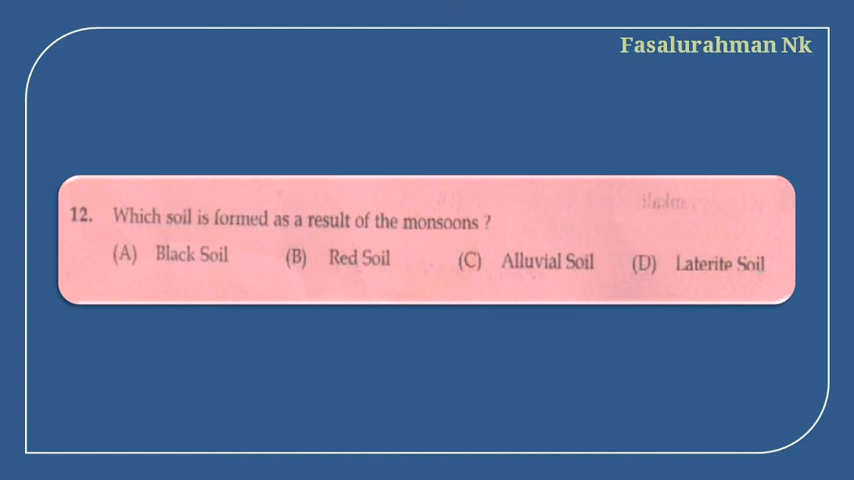 Fasalurahman Nk
12. Which soil is formed as a result of the monsoons ?
(A) Black Soil (B) Red Soil (C) Alluvial Soil (D) Laterite Soil